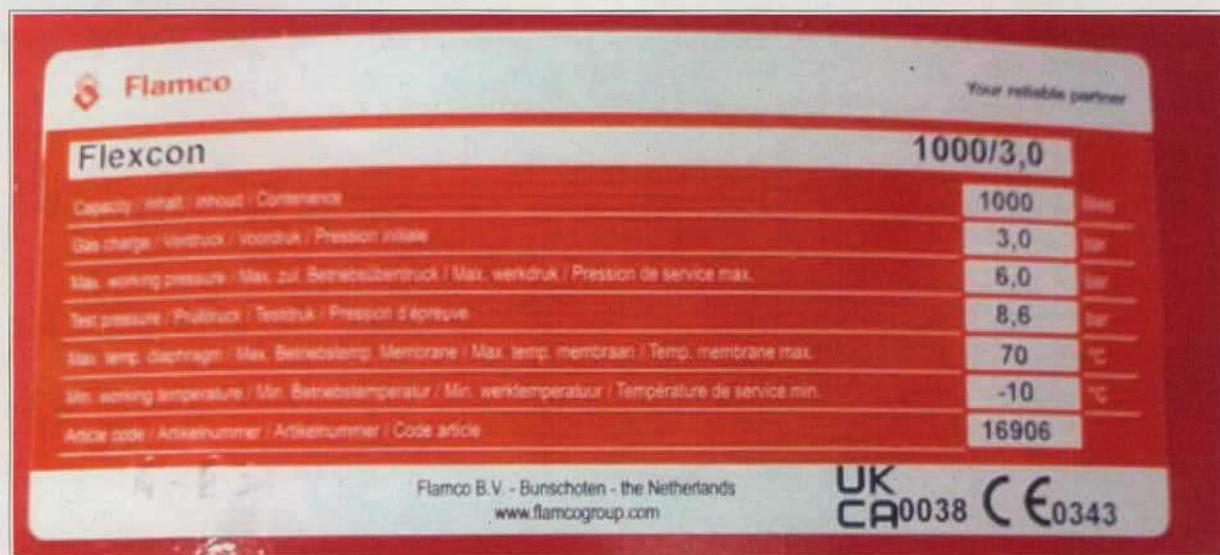 Flamco
Your reliable partner
Flexcon 1000/3,0
Capacity / Inhalt / Inhoud / Contenance 1000 litres
Gas charge / Vordruck / Voordruk / Pression initiale 3,0 bar
Max. working pressure / Max. zul. Betriebsüberdruck / Max. werkdruk / Pression de service max. 6,0 bar
Test pressure / Prüfdruck / Testdruk / Pression d'épreuve 8,6 bar
Max. temp. diaphragm / Max. Betriebstemp. Membrane / Max. temp. membraan / Temp. membrane max. 70 °C
Min. working temperature / Min. Betriebstemperatur / Min. werktemperatuur / Température de service min. -10 °C
Article code / Artikelnummer / Artikelnummer / Code article 16906
Flamco B.V. - Bunschoten - the Netherlands
www.flamcogroup.com
UK
CA0038 CE0343